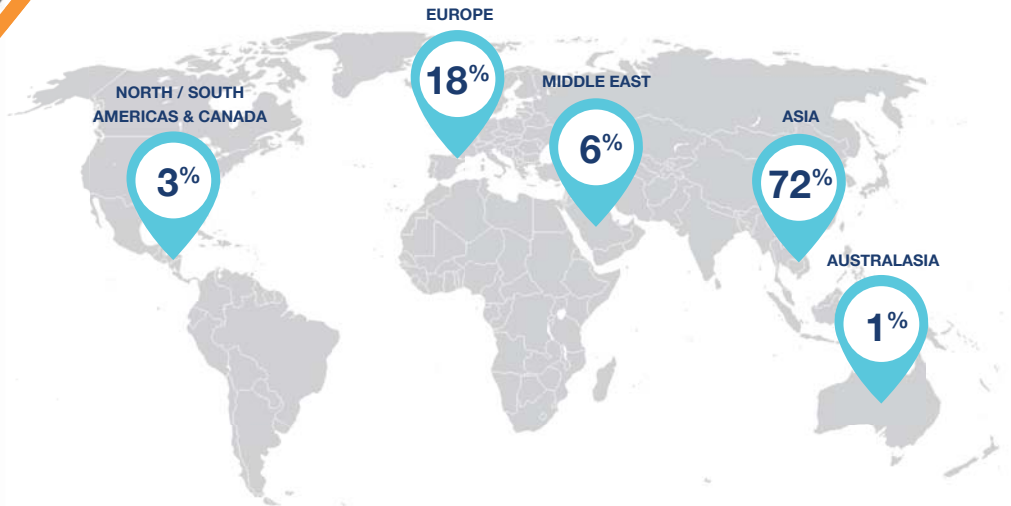 EUROPE
18%
MIDDLE EAST
6%
NORTH / SOUTH
AMERICAS & CANADA
3%
ASIA
72%
AUSTRALASIA
1%